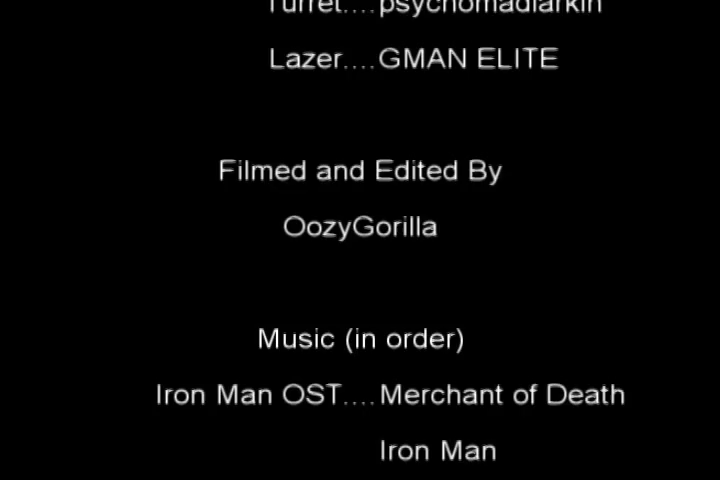 Turret....psychomadlarkin
Lazer....GMAN ELITE
Filmed and Edited By
OozyGorilla
Music (in order)
Iron Man OST....Merchant of Death
Iron Man